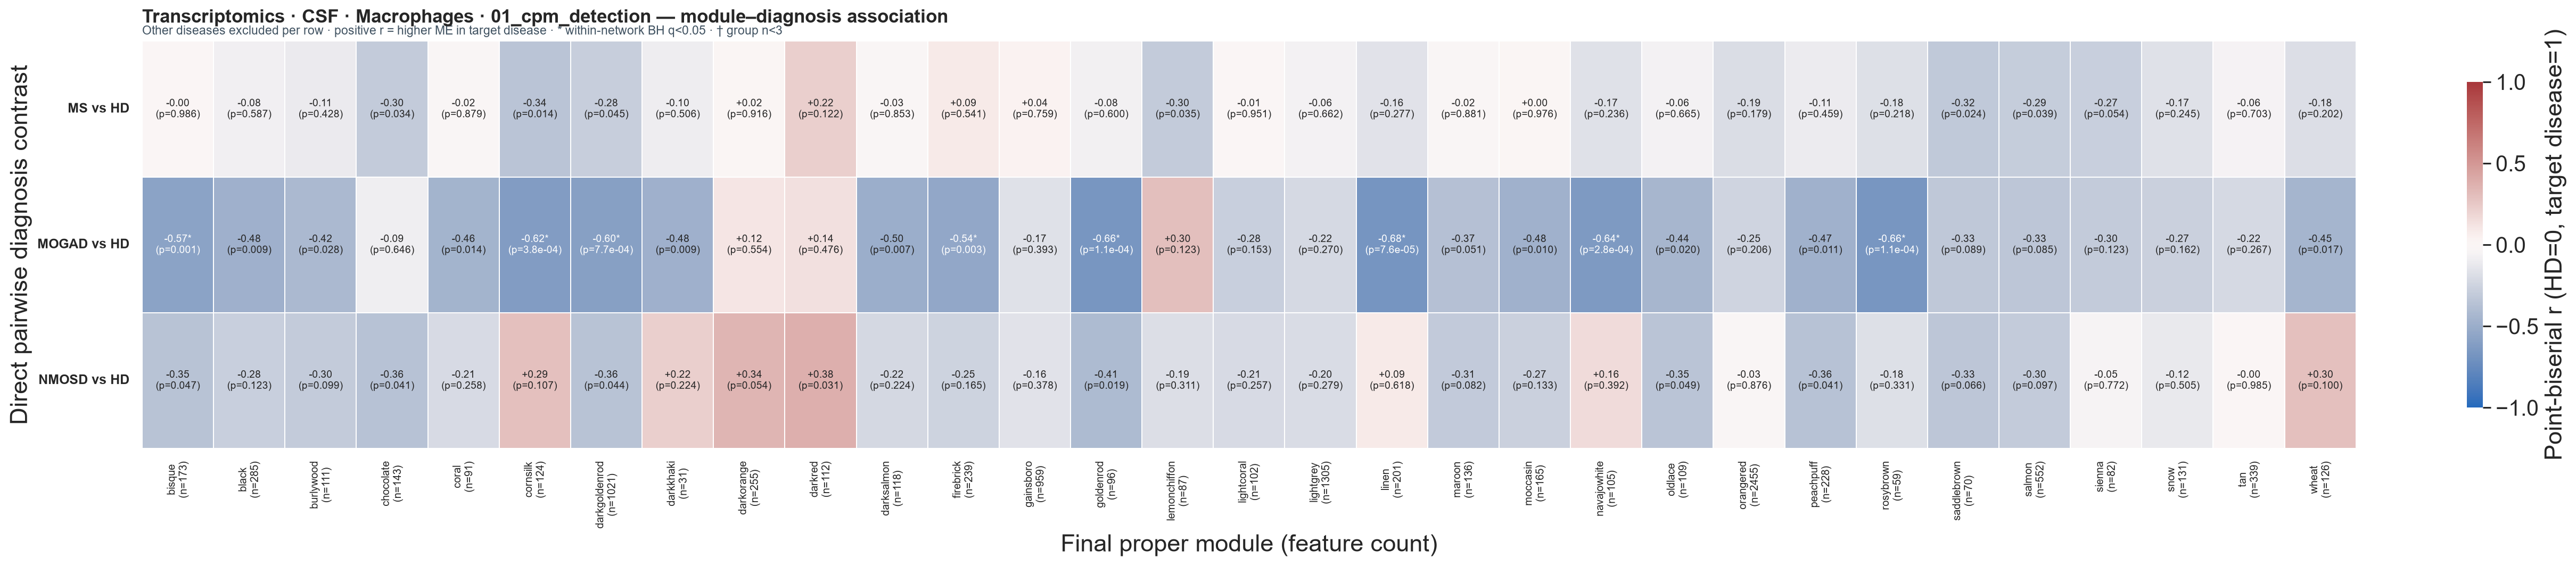 Transcriptomics · CSF · Macrophages · 01_cpm_detection — module–diagnosis association
Other diseases excluded per row · positive r = higher ME in target disease · * within-network BH q<0.05 · † group n<3
Direct pairwise diagnosis contrast
MS vs HD
-0.00 -0.08 -0.11 -0.30 -0.02 -0.34 -0.28 -0.10 +0.02 +0.22 -0.03 +0.09 +0.04 -0.08 -0.30 -0.01 -0.06 -0.16 -0.02 +0.00 -0.17 -0.06 -0.19 -0.11 -0.18 -0.32 -0.29 -0.27 -0.17 -0.06 -0.18
(p=0.986) (p=0.587) (p=0.428) (p=0.034) (p=0.879) (p=0.014) (p=0.045) (p=0.506) (p=0.916) (p=0.122) (p=0.853) (p=0.541) (p=0.759) (p=0.600) (p=0.035) (p=0.951) (p=0.662) (p=0.277) (p=0.881) (p=0.976) (p=0.236) (p=0.665) (p=0.179) (p=0.459) (p=0.218) (p=0.024) (p=0.039) (p=0.054) (p=0.245) (p=0.703) (p=0.202)
MOGAD vs HD
-0.57* -0.48 -0.42 -0.09 -0.46 -0.62* -0.60* -0.48 +0.12 +0.14 -0.50 -0.54* -0.17 -0.66* +0.30 -0.28 -0.22 -0.68* -0.37 -0.48 -0.64* -0.44 -0.25 -0.47 -0.66* -0.33 -0.33 -0.30 -0.27 -0.22 -0.45
(p=0.001) (p=0.009) (p=0.028) (p=0.646) (p=0.014) (p=3.8e-04) (p=7.7e-04) (p=0.009) (p=0.554) (p=0.476) (p=0.007) (p=0.003) (p=0.393) (p=1.1e-04) (p=0.123) (p=0.153) (p=0.270) (p=7.6e-05) (p=0.051) (p=0.010) (p=2.8e-04) (p=0.020) (p=0.206) (p=0.011) (p=1.1e-04) (p=0.089) (p=0.085) (p=0.123) (p=0.162) (p=0.267) (p=0.017)
NMOSD vs HD
-0.35 -0.28 -0.30 -0.36 -0.21 +0.29 -0.36 +0.22 +0.34 +0.38 -0.22 -0.25 -0.16 -0.41 -0.19 -0.21 -0.20 +0.09 -0.31 -0.27 +0.16 -0.35 -0.03 -0.36 -0.18 -0.33 -0.30 -0.05 -0.12 -0.00 +0.30
(p=0.047) (p=0.123) (p=0.099) (p=0.041) (p=0.258) (p=0.107) (p=0.044) (p=0.224) (p=0.054) (p=0.031) (p=0.224) (p=0.165) (p=0.378) (p=0.019) (p=0.311) (p=0.257) (p=0.279) (p=0.618) (p=0.082) (p=0.133) (p=0.392) (p=0.049) (p=0.876) (p=0.041) (p=0.331) (p=0.066) (p=0.097) (p=0.772) (p=0.505) (p=0.985) (p=0.100)
bisque
(n=173)
black
(n=285)
burlywood
(n=111)
chocolate
(n=143)
coral
(n=91)
cornsilk
(n=124)
darkgoldenrod
(n=1021)
darkkhaki
(n=31)
darkorange
(n=255)
darkred
(n=112)
darksalmon
(n=118)
firebrick
(n=239)
gainsboro
(n=959)
goldenrod
(n=96)
lemonchiffon
(n=87)
lightcoral
(n=102)
lightgrey
(n=1305)
linen
(n=201)
maroon
(n=136)
moccasin
(n=165)
navajowhite
(n=105)
oldlace
(n=109)
orangered
(n=2455)
peachpuff
(n=228)
rosybrown
(n=59)
saddlebrown
(n=70)
salmon
(n=552)
sienna
(n=82)
snow
(n=131)
tan
(n=339)
wheat
(n=126)
Final proper module (feature count)
1.0
0.5
0.0
−0.5
−1.0
Point-biserial r (HD=0, target disease=1)